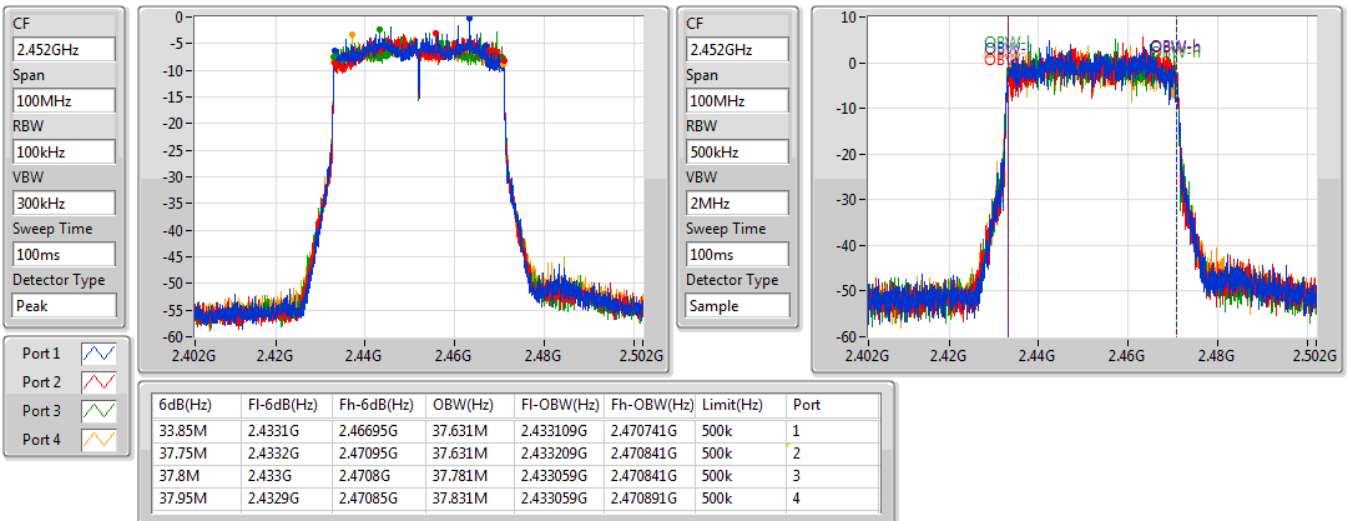 CF
2.452GHz
Span
100MHz
RBW
100kHz
VBW
300kHz
Sweep Time
100ms
Detector Type
Peak
0
-5
-10
-15
-20
-25
-30
-35
-40
-45
-50
-55
-60
2.402G 2.42G 2.44G 2.46G 2.48G 2.502G
CF
2.452GHz
Span
100MHz
RBW
500kHz
VBW
2MHz
Sweep Time
100ms
Detector Type
Sample
10
0
-10
-20
-30
-40
-50
-60
OBW-h
2.402G 2.42G 2.44G 2.46G 2.48G 2.502G
Port 1
Port 2
Port 3
Port 4
6dB(Hz) Fl-6dB(Hz) Fh-6dB(Hz) OBW(Hz) Fl-OBW(Hz) Fh-OBW(Hz) Limit(Hz) Port
33.85M 2.4331G 2.46695G 37.631M 2.433109G 2.470741G 500k 1
37.75M 2.4332G 2.47095G 37.631M 2.433209G 2.470841G 500k 2
37.8M 2.433G 2.4708G 37.781M 2.433059G 2.470841G 500k 3
37.95M 2.4329G 2.47085G 37.831M 2.433059G 2.470891G 500k 4